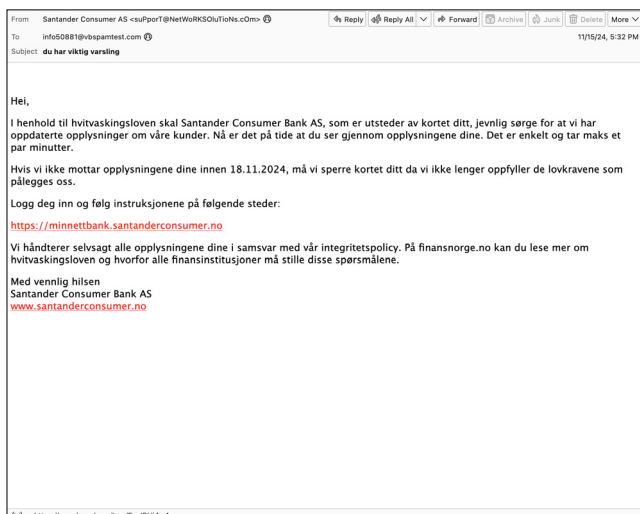 From Santander Consumer AS <suPporT@NetWoRKSOluTioNs.cOm>
Reply Reply All Forward Archive Junk Delete More
To info50881@vbspamtest.com
11/15/24, 5:32 PM
Subject du har viktig varsling
Hei,
I henhold til hvitvaskingsloven skal Santander Consumer Bank AS, som er utsteder av kortet ditt, jevnlig sørge for at vi har
oppdaterte opplysninger om våre kunder. Nå er det på tide at du ser gjennom opplysningene dine. Det er enkelt og tar maks et
par minutter.
Hvis vi ikke mottar opplysningene dine innen 18.11.2024, må vi sperre kortet ditt da vi ikke lenger oppfyller de lovkravene som
pålegges oss.
Logg deg inn og følg instruksjonene på følgende steder:
https://minnettbank.santanderconsumer.no
Vi håndterer selvsagt alle opplysningene dine i samsvar med vår integritetspolicy. På finansnorge.no kan du lese mer om
hvitvaskingsloven og hvorfor alle finansinstitusjoner må stille disse spørsmålene.
Med vennlig hilsen
Santander Consumer Bank AS
www.santanderconsumer.no